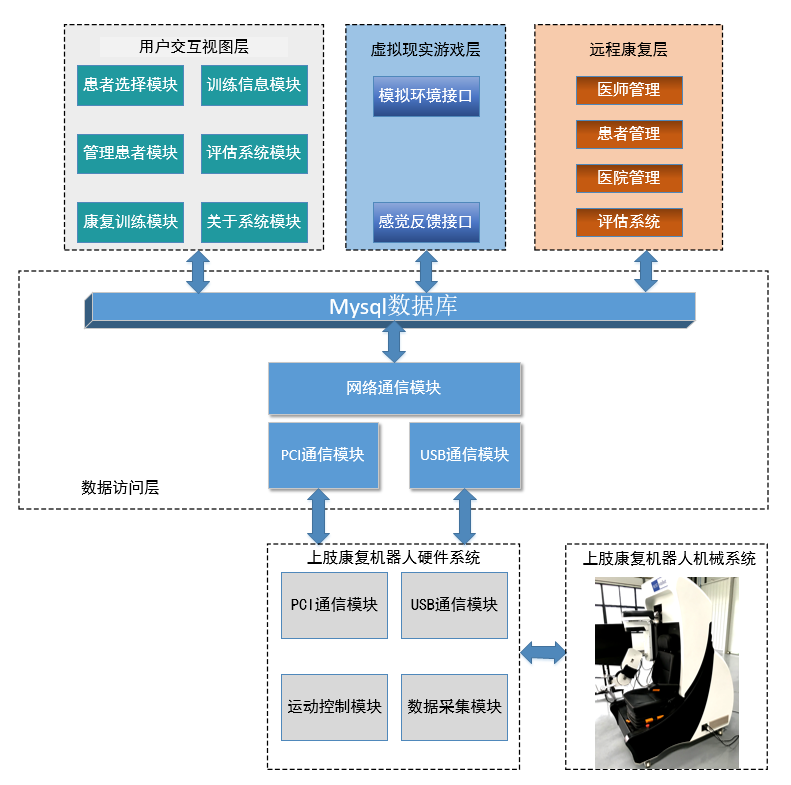 用户交互视图层
患者选择模块
训练信息模块
管理患者模块
评估系统模块
康复训练模块
关于系统模块
虚拟现实游戏层
模拟环境接口
感觉反馈接口
远程康复层
医师管理
患者管理
医院管理
评估系统
Mysql数据库
网络通信模块
PCI通信模块
USB通信模块
数据访问层
上肢康复机器人硬件系统
PCI通信模块
USB通信模块
运动控制模块
数据采集模块
上肢康复机器人机械系统